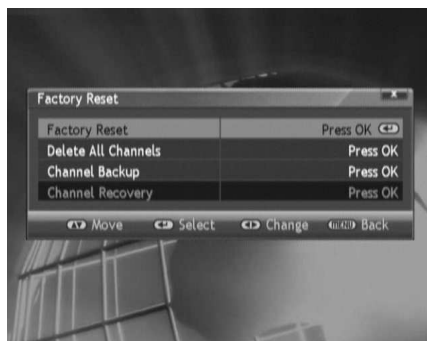 Factory Reset
Factory Reset Press OK
Delete All Channels Press OK
Channel Backup Press OK
Channel Recovery Press OK
Move Select Change MENU Back